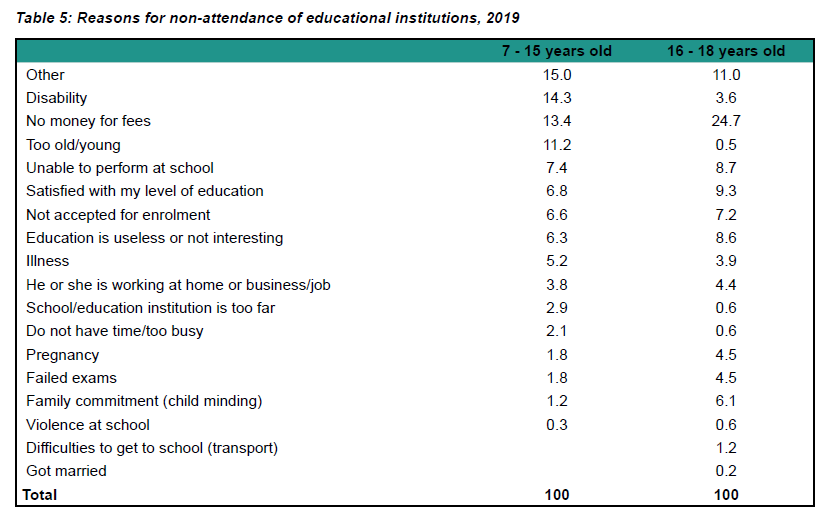 Table 5: Reasons for non-attendance of educational institutions, 2019
7 - 15 years old 16 - 18 years old
Other 15.0 11.0
Disability 14.3 3.6
No money for fees 13.4 24.7
Too old/young 11.2 0.5
Unable to perform at school 7.4 8.7
Satisfied with my level of education 6.8 9.3
Not accepted for enrolment 6.6 7.2
Education is useless or not interesting 6.3 8.6
Illness 5.2 3.9
He or she is working at home or business/job 3.8 4.4
School/education institution is too far 2.9 0.6
Do not have time/too busy 2.1 0.6
Pregnancy 1.8 4.5
Failed exams 1.8 4.5
Family commitment (child minding) 1.2 6.1
Violence at school 0.3 0.6
Difficulties to get to school (transport) 1.2
Got married 0.2
Total 100 100